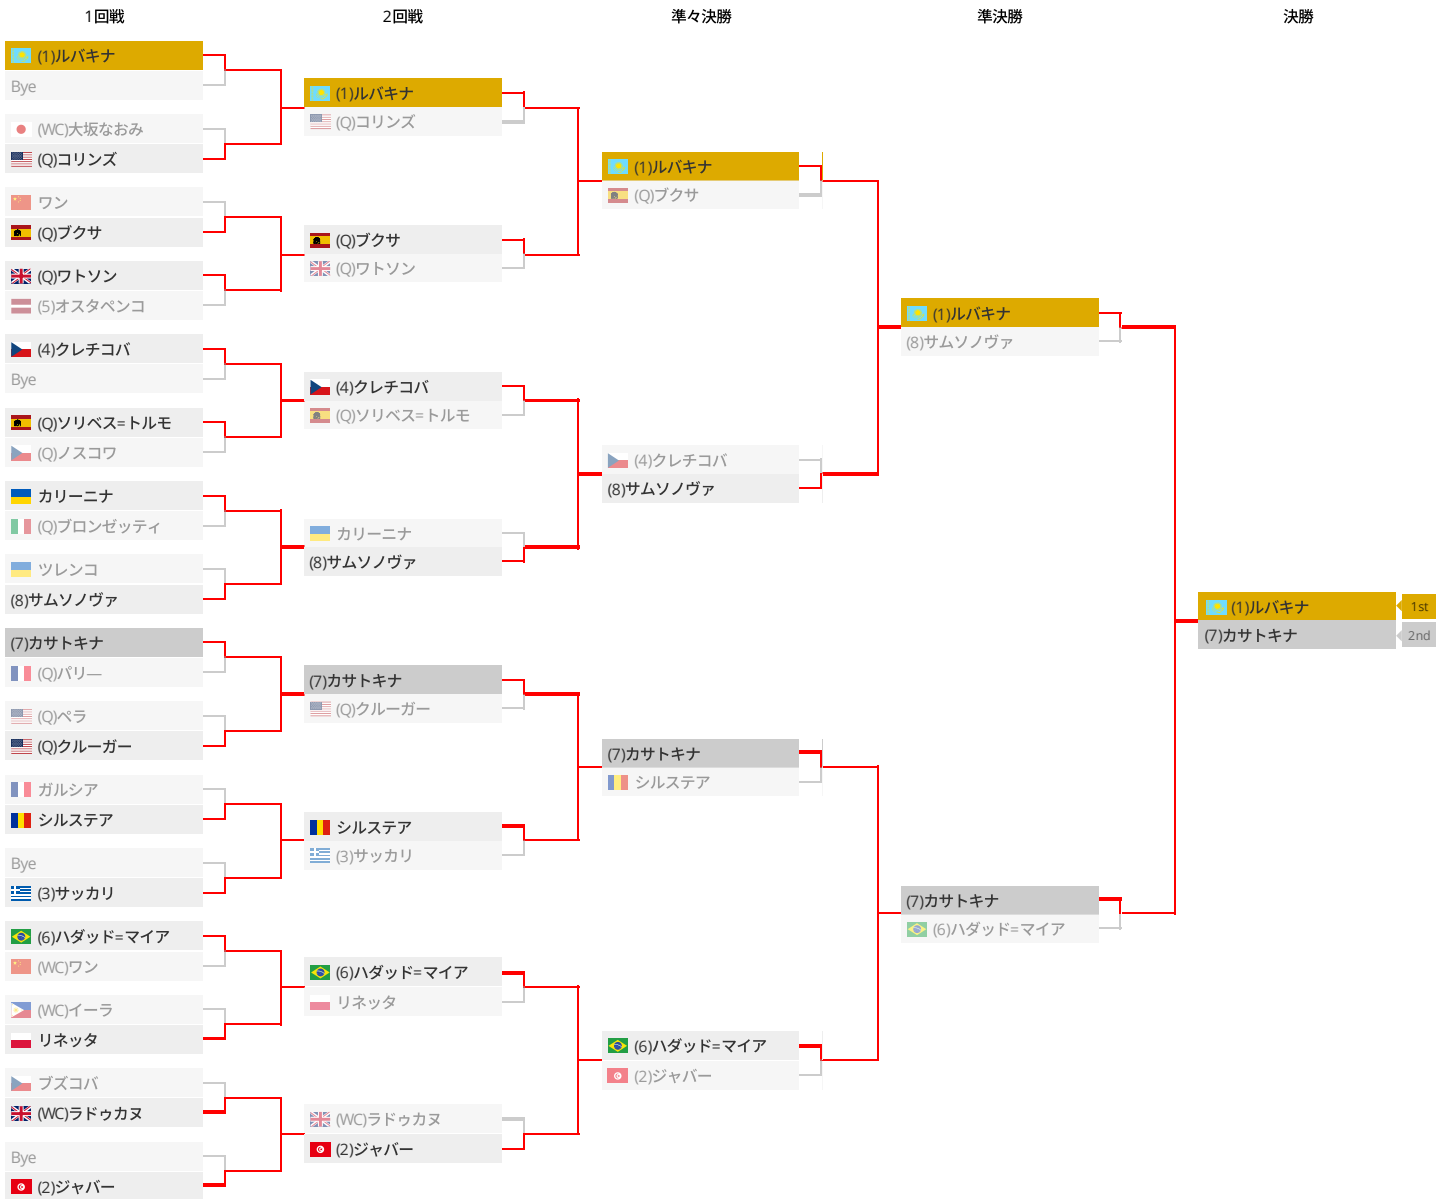 1回戦
2回戦
準々決勝
準決勝
決勝
(1)ルバキナ
Bye
(WC)大坂なおみ
(Q)コリンズ
ワン
(Q)ブクサ
(Q)ワトソン
(5)オスタペンコ
(4)クレチコバ
Bye
(Q)ソリベス=トルモ
(Q)ノスコワ
カリーニナ
(Q)ブロンゼッティ
ツレンコ
(8)サムソノヴァ
(7)カサトキナ
(Q)パリ―
(Q)ペラ
(Q)クルーガー
ガルシア
シルステア
Bye
(3)サッカリ
(6)ハダッド=マイア
(WC)ワン
(WC)イーラ
リネッタ
ブズコバ
(WC)ラドゥカヌ
Bye
(2)ジャバー
(1)ルバキナ
(Q)コリンズ
(Q)ブクサ
(Q)ワトソン
(4)クレチコバ
(Q)ソリベス=トルモ
カリーニナ
(8)サムソノヴァ
(7)カサトキナ
(Q)クルーガー
シルステア
(3)サッカリ
(6)ハダッド=マイア
リネッタ
(WC)ラドゥカヌ
(2)ジャバー
(1)ルバキナ
(Q)ブクサ
(4)クレチコバ
(8)サムソノヴァ
(7)カサトキナ
シルステア
(6)ハダッド=マイア
(2)ジャバー
(1)ルバキナ
(8)サムソノヴァ
(7)カサトキナ
(6)ハダッド=マイア
(1)ルバキナ 1st
(7)カサトキナ 2nd